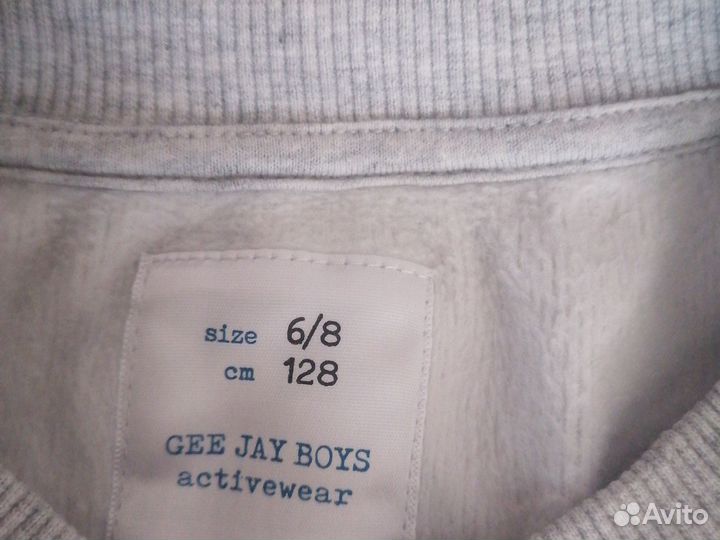 size 6/8
cm 128
GEE JAY BOYS
activewear
Avito